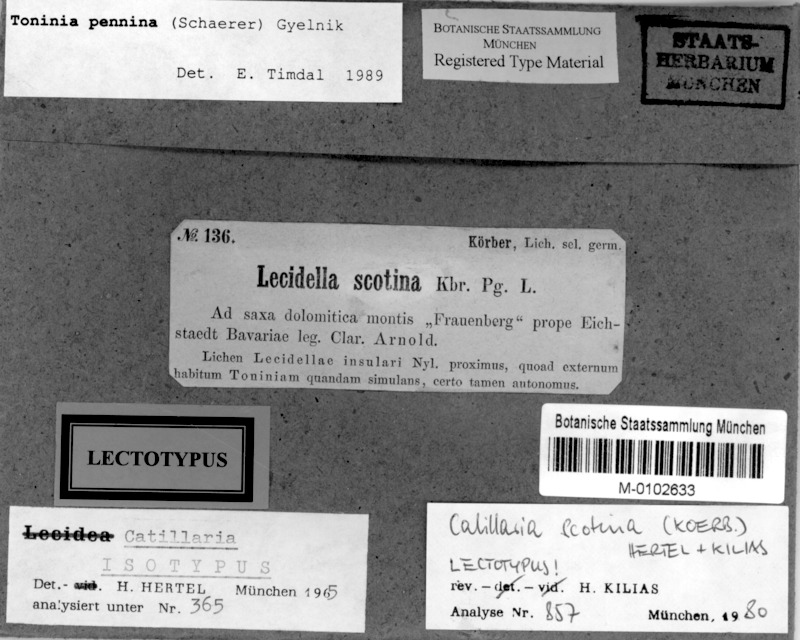 Toninia pennina (Schaerer) Gyelnik
Det. E. Timdal 1989
BOTANISCHE STAATSSAMMLUNG
MÜNCHEN
Registered Type Material
STAATS-
HERBARIUM
MÜNCHEN
№ 136.
Körber, Lich. sel. germ.
Lecidella scotina Kbr. Pg. L.
Ad saxa dolomitica montis „Frauenberg“ prope Eich-
staedt Bavariae leg. Clar. Arnold.
Lichen Lecidellae insulari Nyl. proximus, quoad externum
habitum Toniniam quandam simulans, certo tamen autonomus.
LECTOTYPUS
Botanische Staatssammlung München
M-0102633
Lecidea Catillaria
ISOTYPUS
Det.- vid. H. HERTEL München 1965
analysiert unter Nr. 365
Catillaria scotina (KOERB.)
HERTEL + KILIAS
LECTOTYPUS!
rev. - det. - vid. H. KILIAS
Analyse Nr. 857 München, 1980